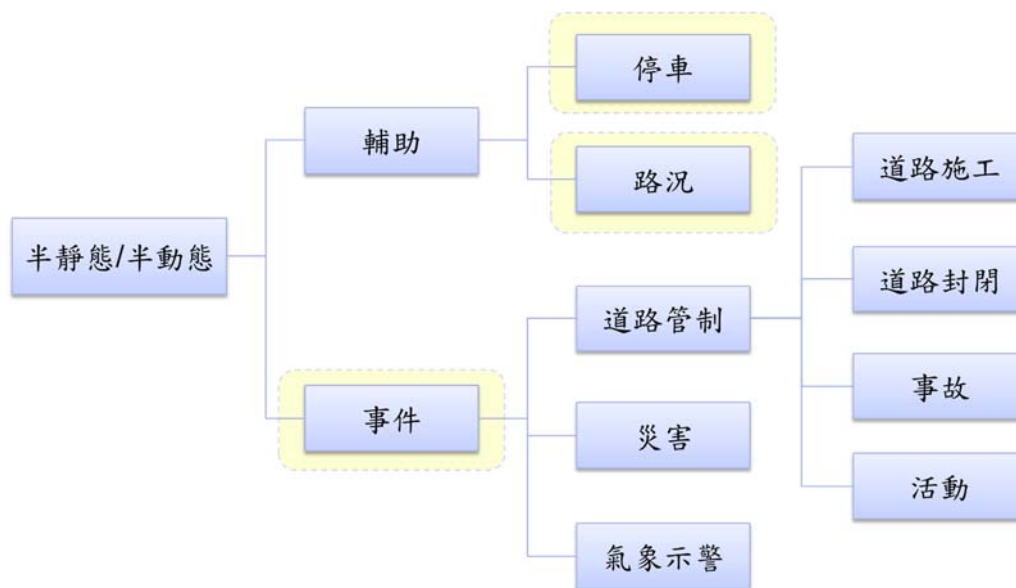 停車
輔助
路況
道路施工
半靜態/半動態
道路封閉
道路管制
事件
事故
災害
活動
氣象示警